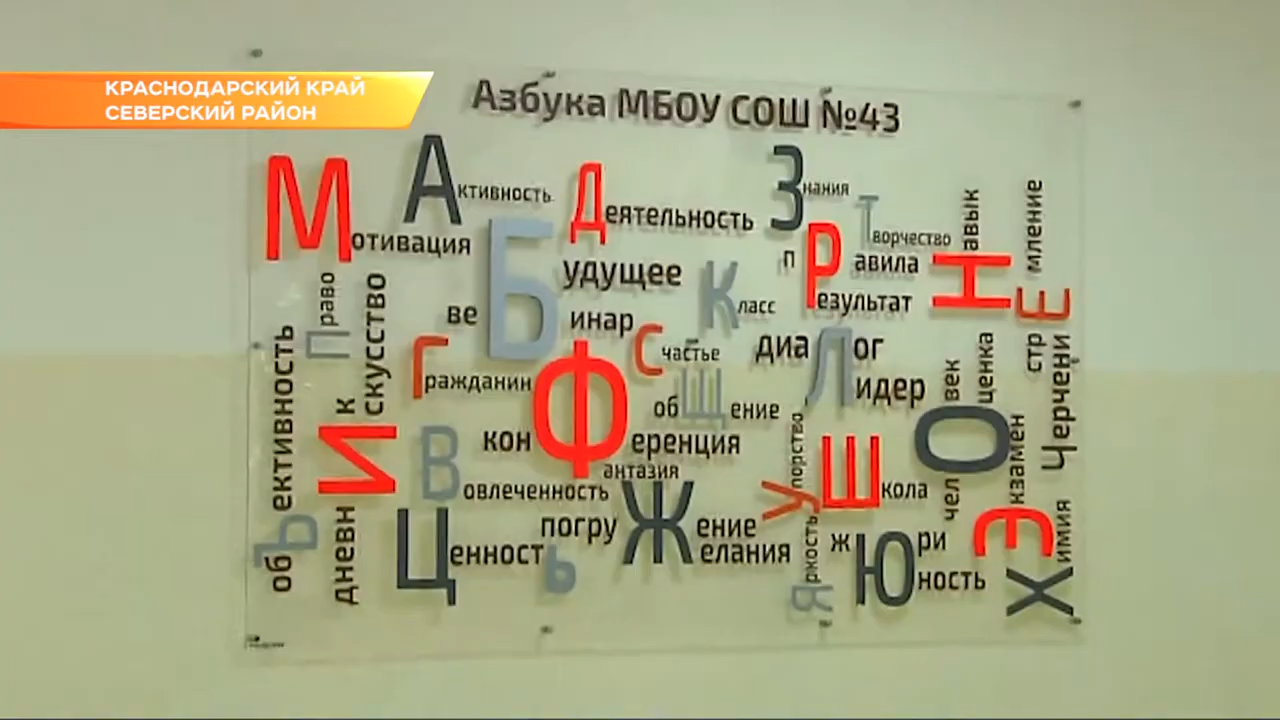 КРАСНОДАРСКИЙ КРАЙ
СЕВЕРСКИЙ РАЙОН
Азбука МБОУ СОШ №43
Мотивация
Активность
Деятельность
Знания
Творчество
Навык
стрЕмление
Будущее
веБинар
Класс
пРавила
Результат
Право
Искусство
дневнИк
объективность
Гражданин
Счастье
диаЛог
Лидер
обЩение
конФеренция
Фантазия
Вовлеченность
Упорство
Школа
челОвек
Оценка
Экзамен
Черчение
Ценность
погруЖение
Желания
Яркость
жЮри
Юность
Химия